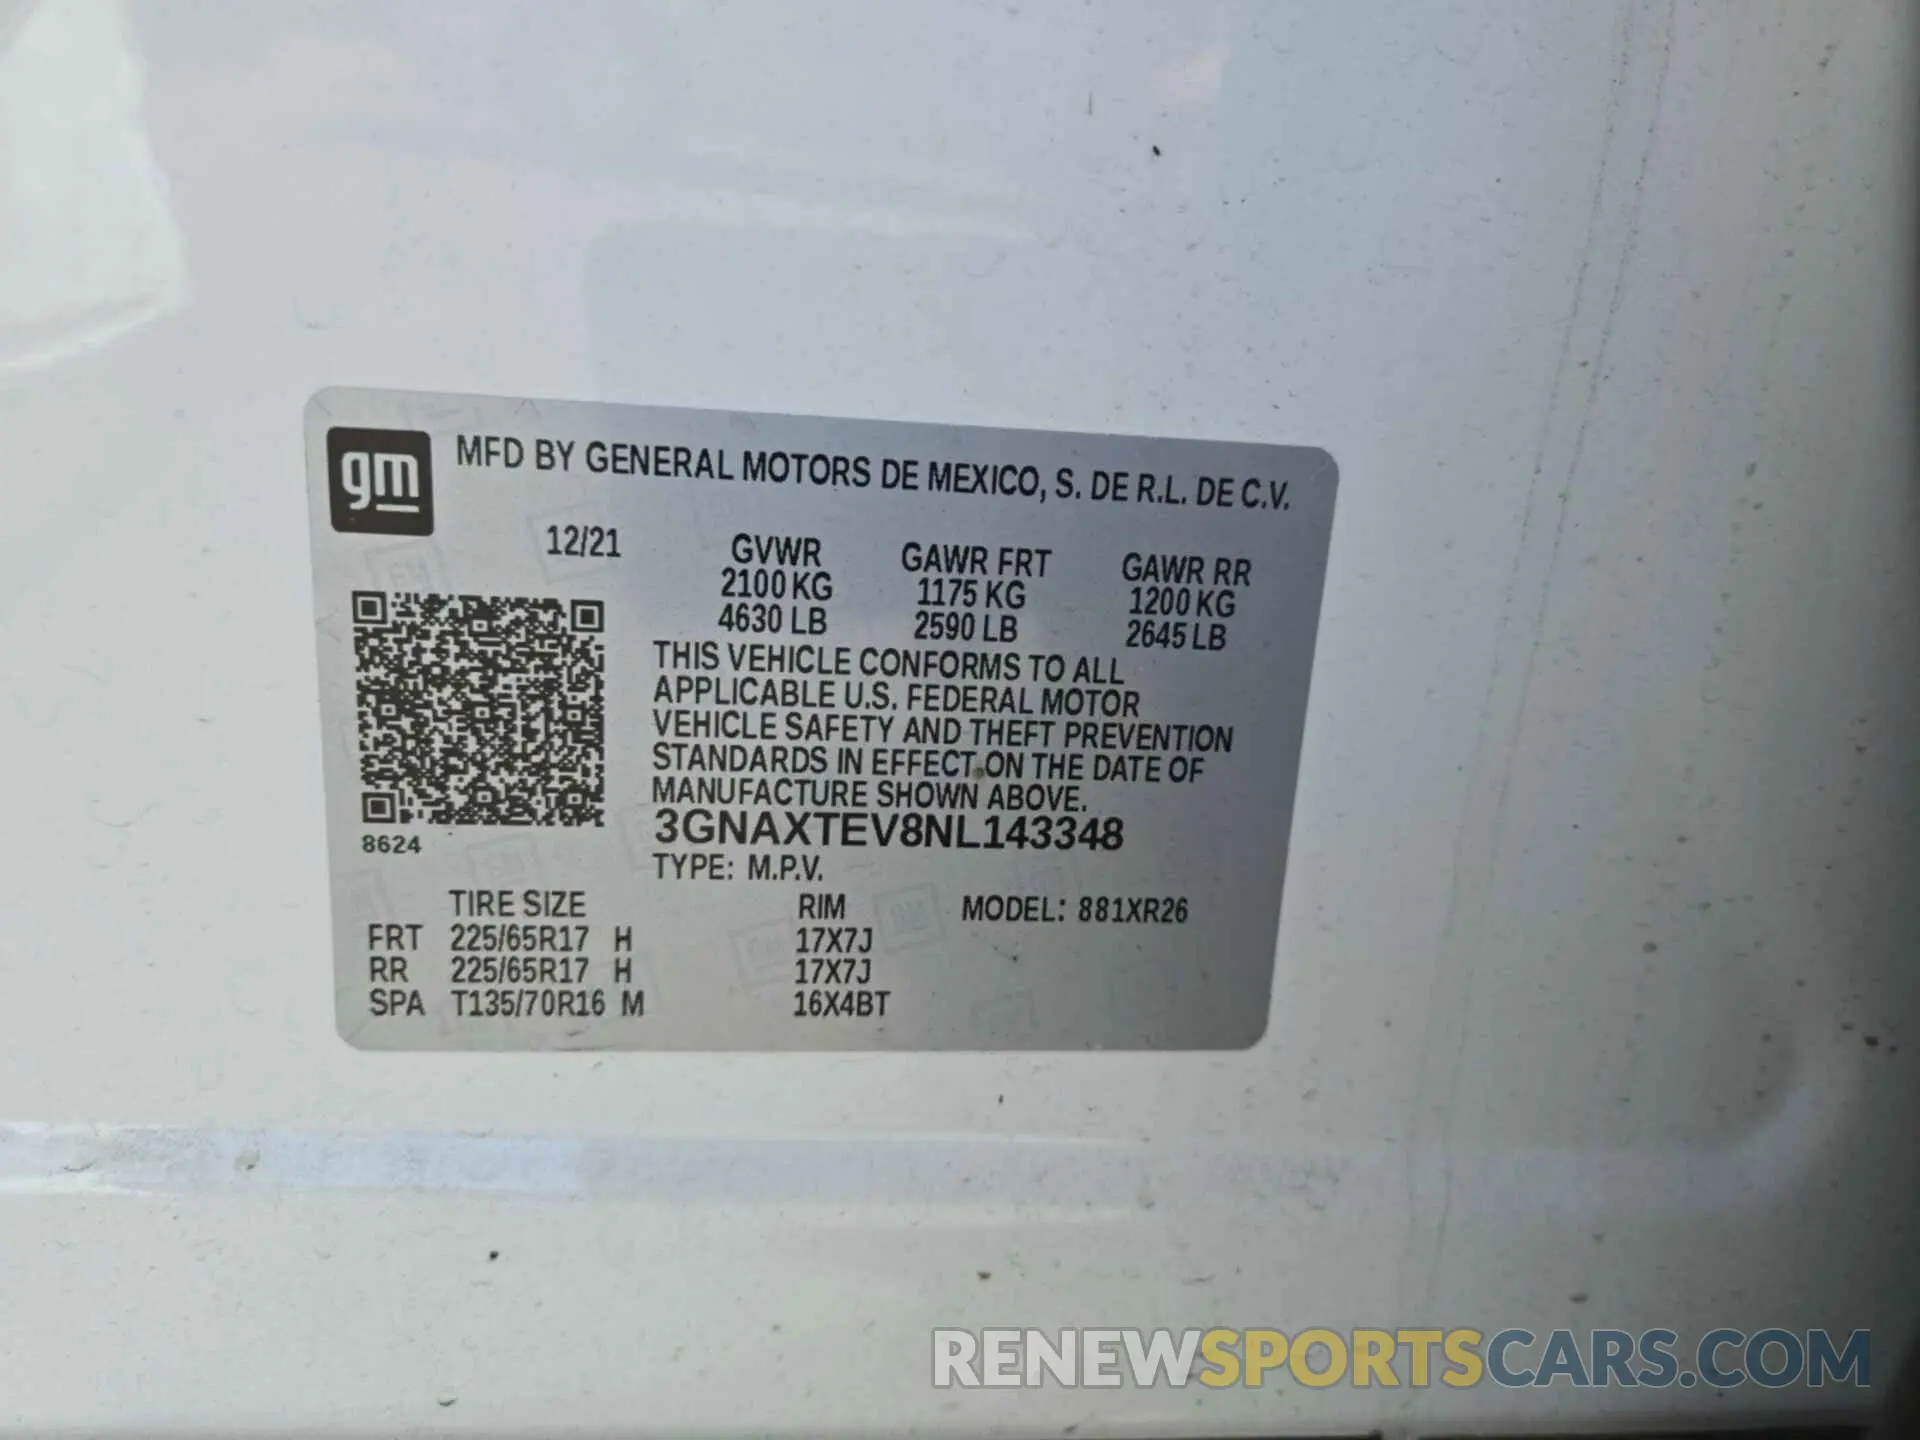 gm
MFD BY GENERAL MOTORS DE MEXICO, S. DE R.L. DE C.V.
12/21 GVWR GAWR FRT GAWR RR
2100 KG 1175 KG 1200 KG
4630 LB 2590 LB 2645 LB
THIS VEHICLE CONFORMS TO ALL
APPLICABLE U.S. FEDERAL MOTOR
VEHICLE SAFETY AND THEFT PREVENTION
STANDARDS IN EFFECT ON THE DATE OF
MANUFACTURE SHOWN ABOVE.
3GNAXTEV8NL143348
8624
TYPE: M.P.V.
TIRE SIZE RIM MODEL: 881XR26
FRT 225/65R17 H 17X7J
RR 225/65R17 H 17X7J
SPA T135/70R16 M 16X4BT
RENEWSPORTSCARS.COM